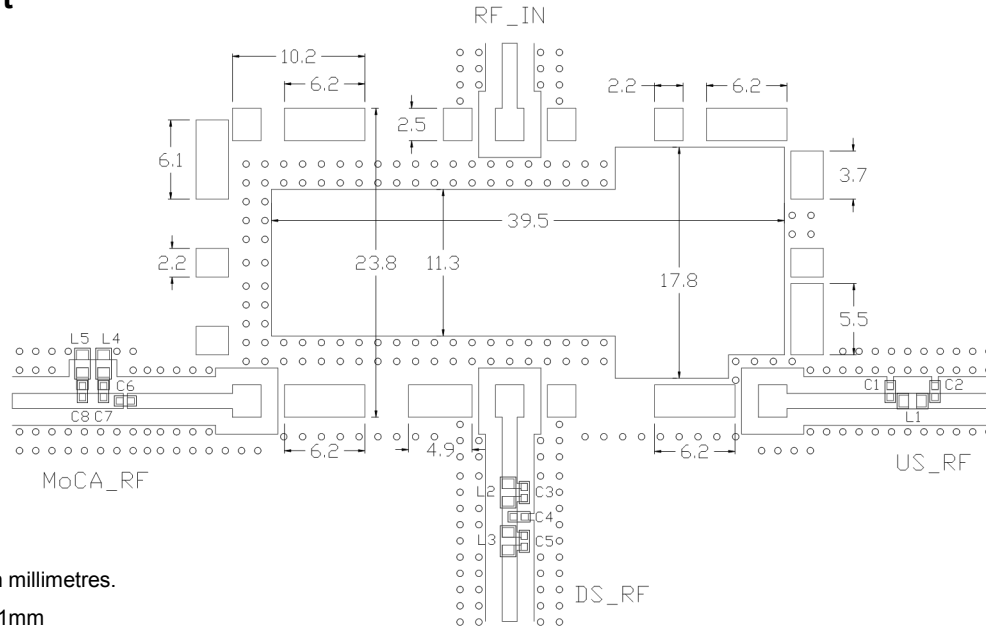 t
RF_IN
10.2
6.2
2.2
6.2
2.5
6.1
3.7
39.5
2.2
23.8
11.3
17.8
5.5
L5
L4
C6
C8
C7
C1
C2
L1
6.2
4.9
6.2
MoCA_RF
US_RF
L2
C3
C4
L3
C5
DS_RF
millimetres.
1mm